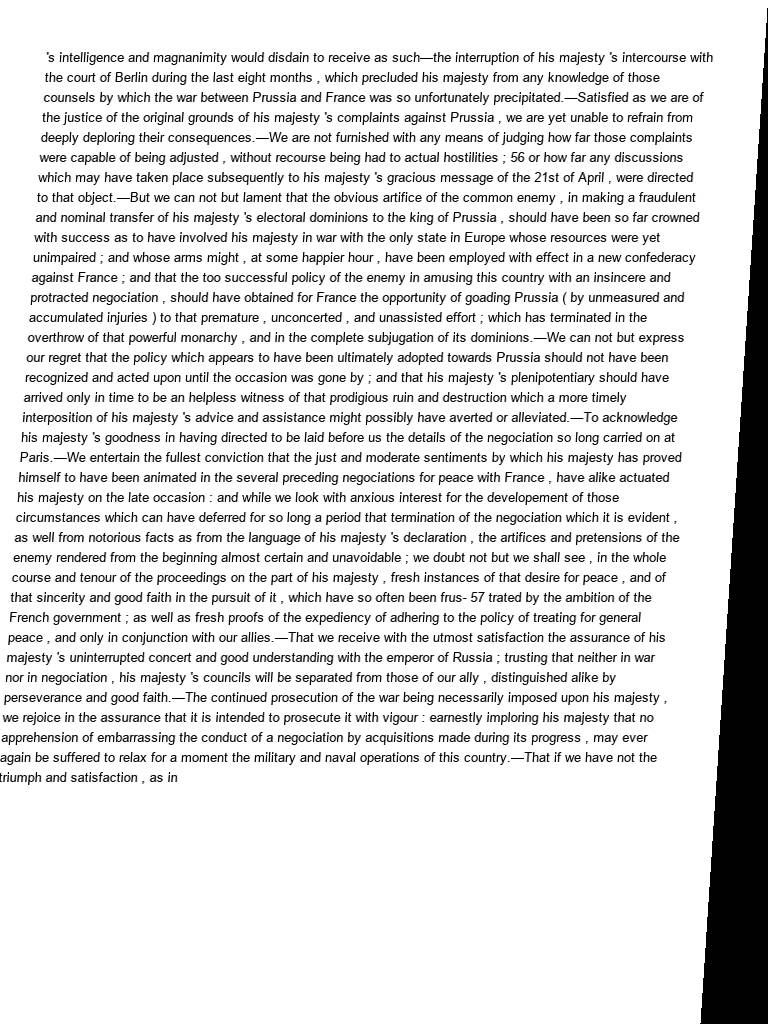 's intelligence and magnanimity would disdain to receive as such—the interruption of his majesty 's intercourse with
the court of Berlin during the last eight months , which precluded his majesty from any knowledge of those
counsels by which the war between Prussia and France was so unfortunately precipitated.—Satisfied as we are of
the justice of the original grounds of his majesty 's complaints against Prussia , we are yet unable to refrain from
deeply deploring their consequences.—We are not furnished with any means of judging how far those complaints
were capable of being adjusted , without recourse being had to actual hostilities ; 56 or how far any discussions
which may have taken place subsequently to his majesty 's gracious message of the 21st of April , were directed
to that object.—But we can not but lament that the obvious artifice of the common enemy , in making a fraudulent
and nominal transfer of his majesty 's electoral dominions to the king of Prussia , should have been so far crowned
with success as to have involved his majesty in war with the only state in Europe whose resources were yet
unimpaired ; and whose arms might , at some happier hour , have been employed with effect in a new confederacy
against France ; and that the too successful policy of the enemy in amusing this country with an insincere and
protracted negociation , should have obtained for France the opportunity of goading Prussia ( by unmeasured and
accumulated injuries ) to that premature , unconcerted , and unassisted effort ; which has terminated in the
overthrow of that powerful monarchy , and in the complete subjugation of its dominions.—We can not but express
our regret that the policy which appears to have been ultimately adopted towards Prussia should not have been
recognized and acted upon until the occasion was gone by ; and that his majesty 's plenipotentiary should have
arrived only in time to be an helpless witness of that prodigious ruin and destruction which a more timely
interposition of his majesty 's advice and assistance might possibly have averted or alleviated.—To acknowledge
his majesty 's goodness in having directed to be laid before us the details of the negociation so long carried on at
Paris.—We entertain the fullest conviction that the just and moderate sentiments by which his majesty has proved
himself to have been animated in the several preceding negociations for peace with France , have alike actuated
his majesty on the late occasion : and while we look with anxious interest for the developement of those
circumstances which can have deferred for so long a period that termination of the negociation which it is evident ,
as well from notorious facts as from the language of his majesty 's declaration , the artifices and pretensions of the
enemy rendered from the beginning almost certain and unavoidable ; we doubt not but we shall see , in the whole
course and tenour of the proceedings on the part of his majesty , fresh instances of that desire for peace , and of
that sincerity and good faith in the pursuit of it , which have so often been frus- 57 trated by the ambition of the
French government ; as well as fresh proofs of the expediency of adhering to the policy of treating for general
peace , and only in conjunction with our allies.—That we receive with the utmost satisfaction the assurance of his
majesty 's uninterrupted concert and good understanding with the emperor of Russia ; trusting that neither in war
nor in negociation , his majesty 's councils will be separated from those of our ally , distinguished alike by
perseverance and good faith.—The continued prosecution of the war being necessarily imposed upon his majesty ,
we rejoice in the assurance that it is intended to prosecute it with vigour : earnestly imploring his majesty that no
apprehension of embarrassing the conduct of a negociation by acquisitions made during its progress , may ever
again be suffered to relax for a moment the military and naval operations of this country.—That if we have not the
triumph and satisfaction , as in